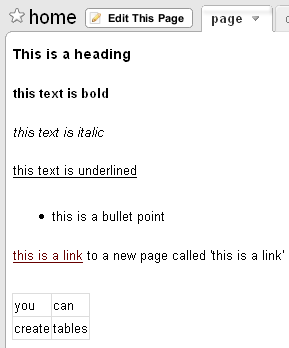 home Edit This Page page
This is a heading
this text is bold
this text is italic
this text is underlined
this is a bullet point
this is a link to a new page called 'this is a link'
you can
create tables